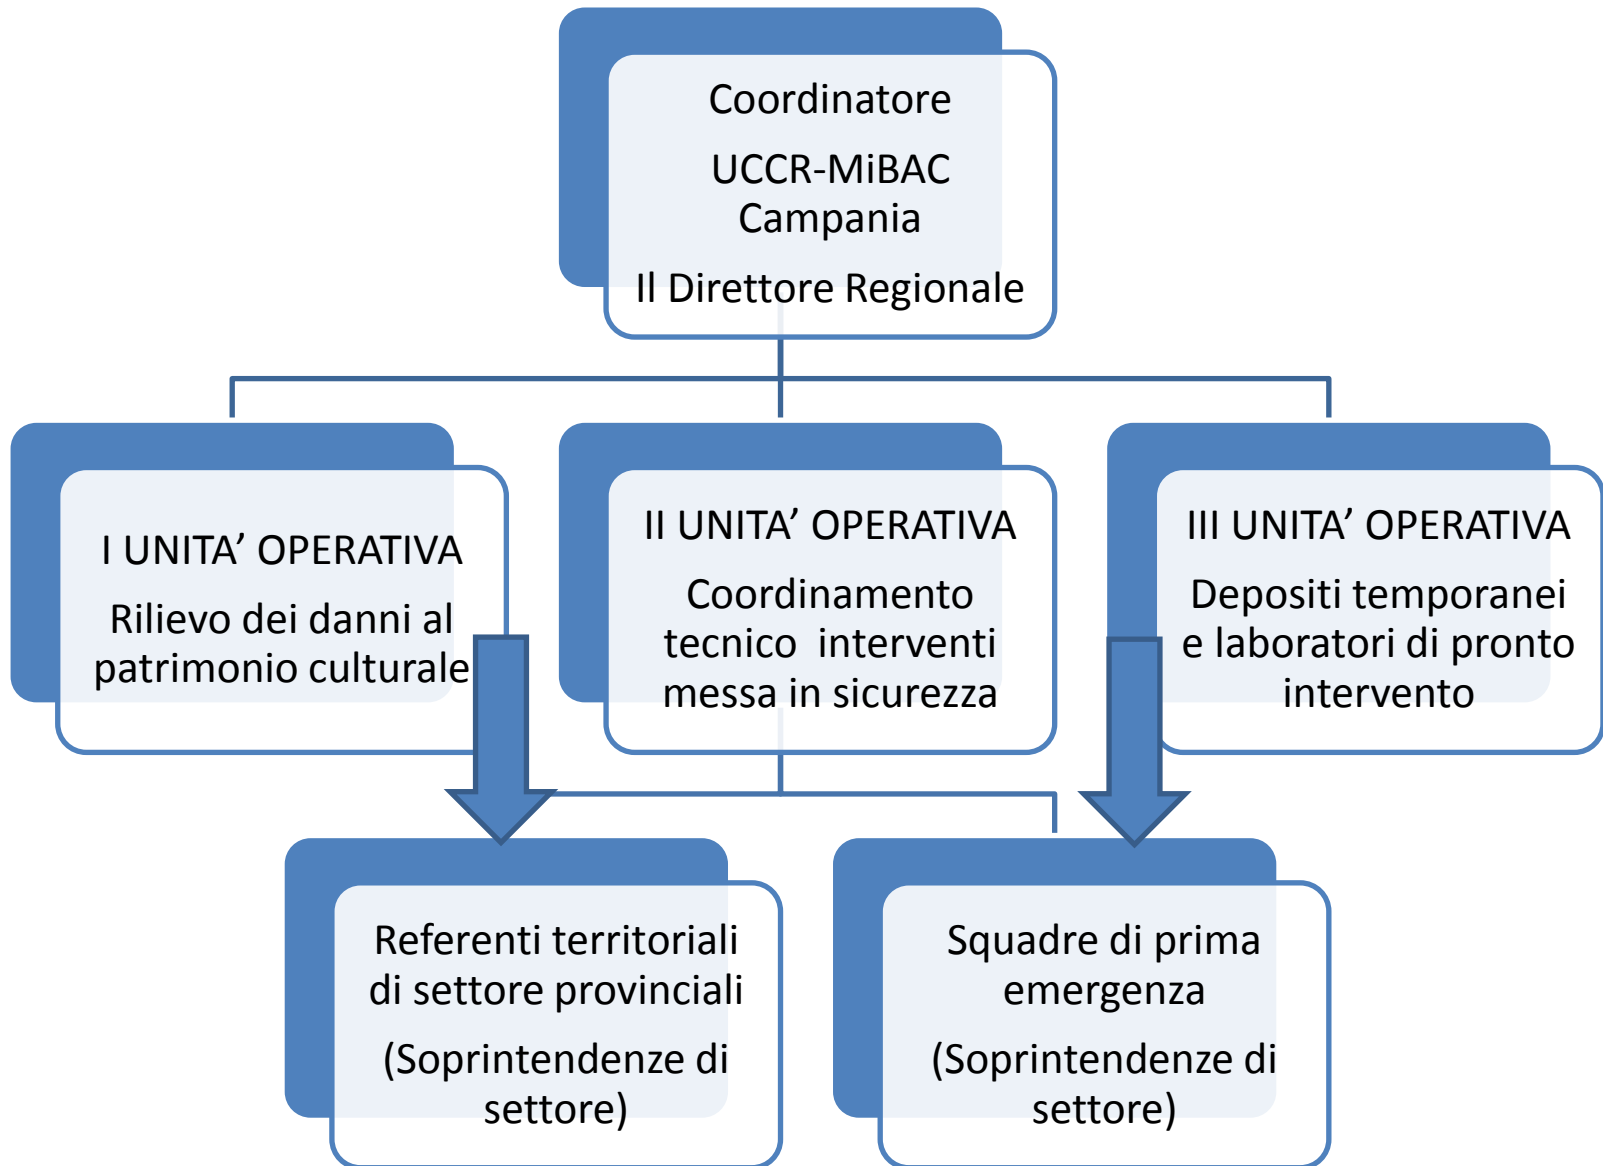 Coordinatore
UCCR-MiBAC
Campania
Il Direttore Regionale
I UNITA’ OPERATIVA
Rilievo dei danni al
patrimonio culturale
II UNITA’ OPERATIVA
Coordinamento
tecnico interventi
messa in sicurezza
III UNITA’ OPERATIVA
Depositi temporanei
e laboratori di pronto
intervento
Referenti territoriali
di settore provinciali
(Soprintendenze di
settore)
Squadre di prima
emergenza
(Soprintendenze di
settore)